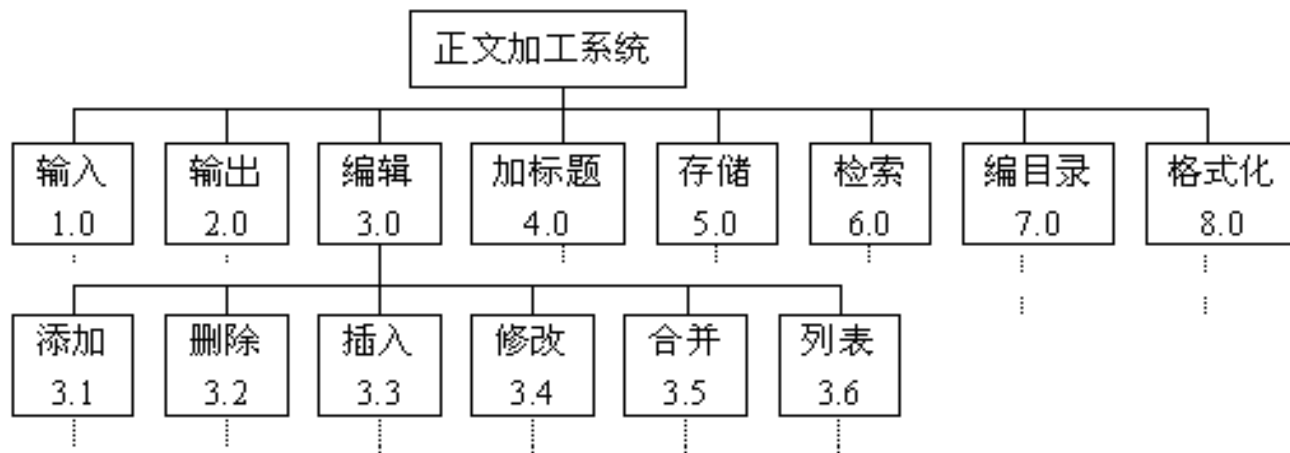 正文加工系统
输入 输出 编辑 加标题 存储 检索 编目录 格式化
1.0 2.0 3.0 4.0 5.0 6.0 7.0 8.0
添加 删除 插入 修改 合并 列表
3.1 3.2 3.3 3.4 3.5 3.6